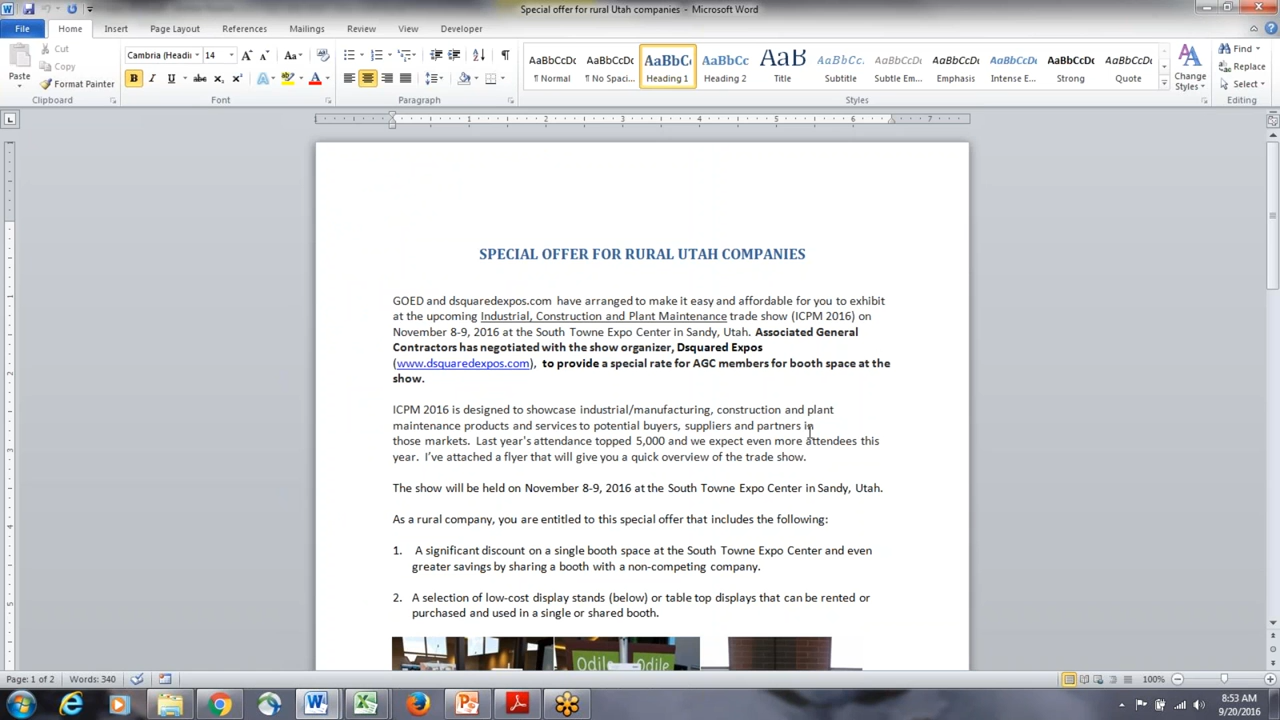 Special offer for rural Utah companies - Microsoft Word
File Home Insert Page Layout References Mailings Review View Developer
Paste
Cut
Copy
Format Painter
Clipboard
Cambria (Headi 14
Font
Paragraph
AaBbCcDc ¶ Normal
AaBbCcDc ¶ No Spaci...
AaBbCc Heading 1
AaBbCc Heading 2
AaB Title
AaBbCc. Subtitle
AaBbCcDc Subtle Em...
AaBbCcDc Emphasis
AaBbCcDc Intense E...
AaBbCcDc Strong
AaBbCcDc Quote
Change Styles
Styles
Find
Replace
Select
Editing
1 2 3 4 5 6 7
SPECIAL OFFER FOR RURAL UTAH COMPANIES
GOED and dsquaredexpos.com have arranged to make it easy and affordable for you to exhibit
at the upcoming Industrial, Construction and Plant Maintenance trade show (ICPM 2016) on
November 8-9, 2016 at the South Towne Expo Center in Sandy, Utah. Associated General
Contractors has negotiated with the show organizer, Dsquared Expos
(www.dsquaredexpos.com), to provide a special rate for AGC members for booth space at the
show.
ICPM 2016 is designed to showcase industrial/manufacturing, construction and plant
maintenance products and services to potential buyers, suppliers and partners in
those markets. Last year's attendance topped 5,000 and we expect even more attendees this
year. I've attached a flyer that will give you a quick overview of the trade show.
The show will be held on November 8-9, 2016 at the South Towne Expo Center in Sandy, Utah.
As a rural company, you are entitled to this special offer that includes the following:
1. A significant discount on a single booth space at the South Towne Expo Center and even
greater savings by sharing a booth with a non-competing company.
2. A selection of low-cost display stands (below) or table top displays that can be rented or
purchased and used in a single or shared booth.
Odile Odile
Page: 1 of 2 Words: 340
100%
8:53 AM
9/20/2016